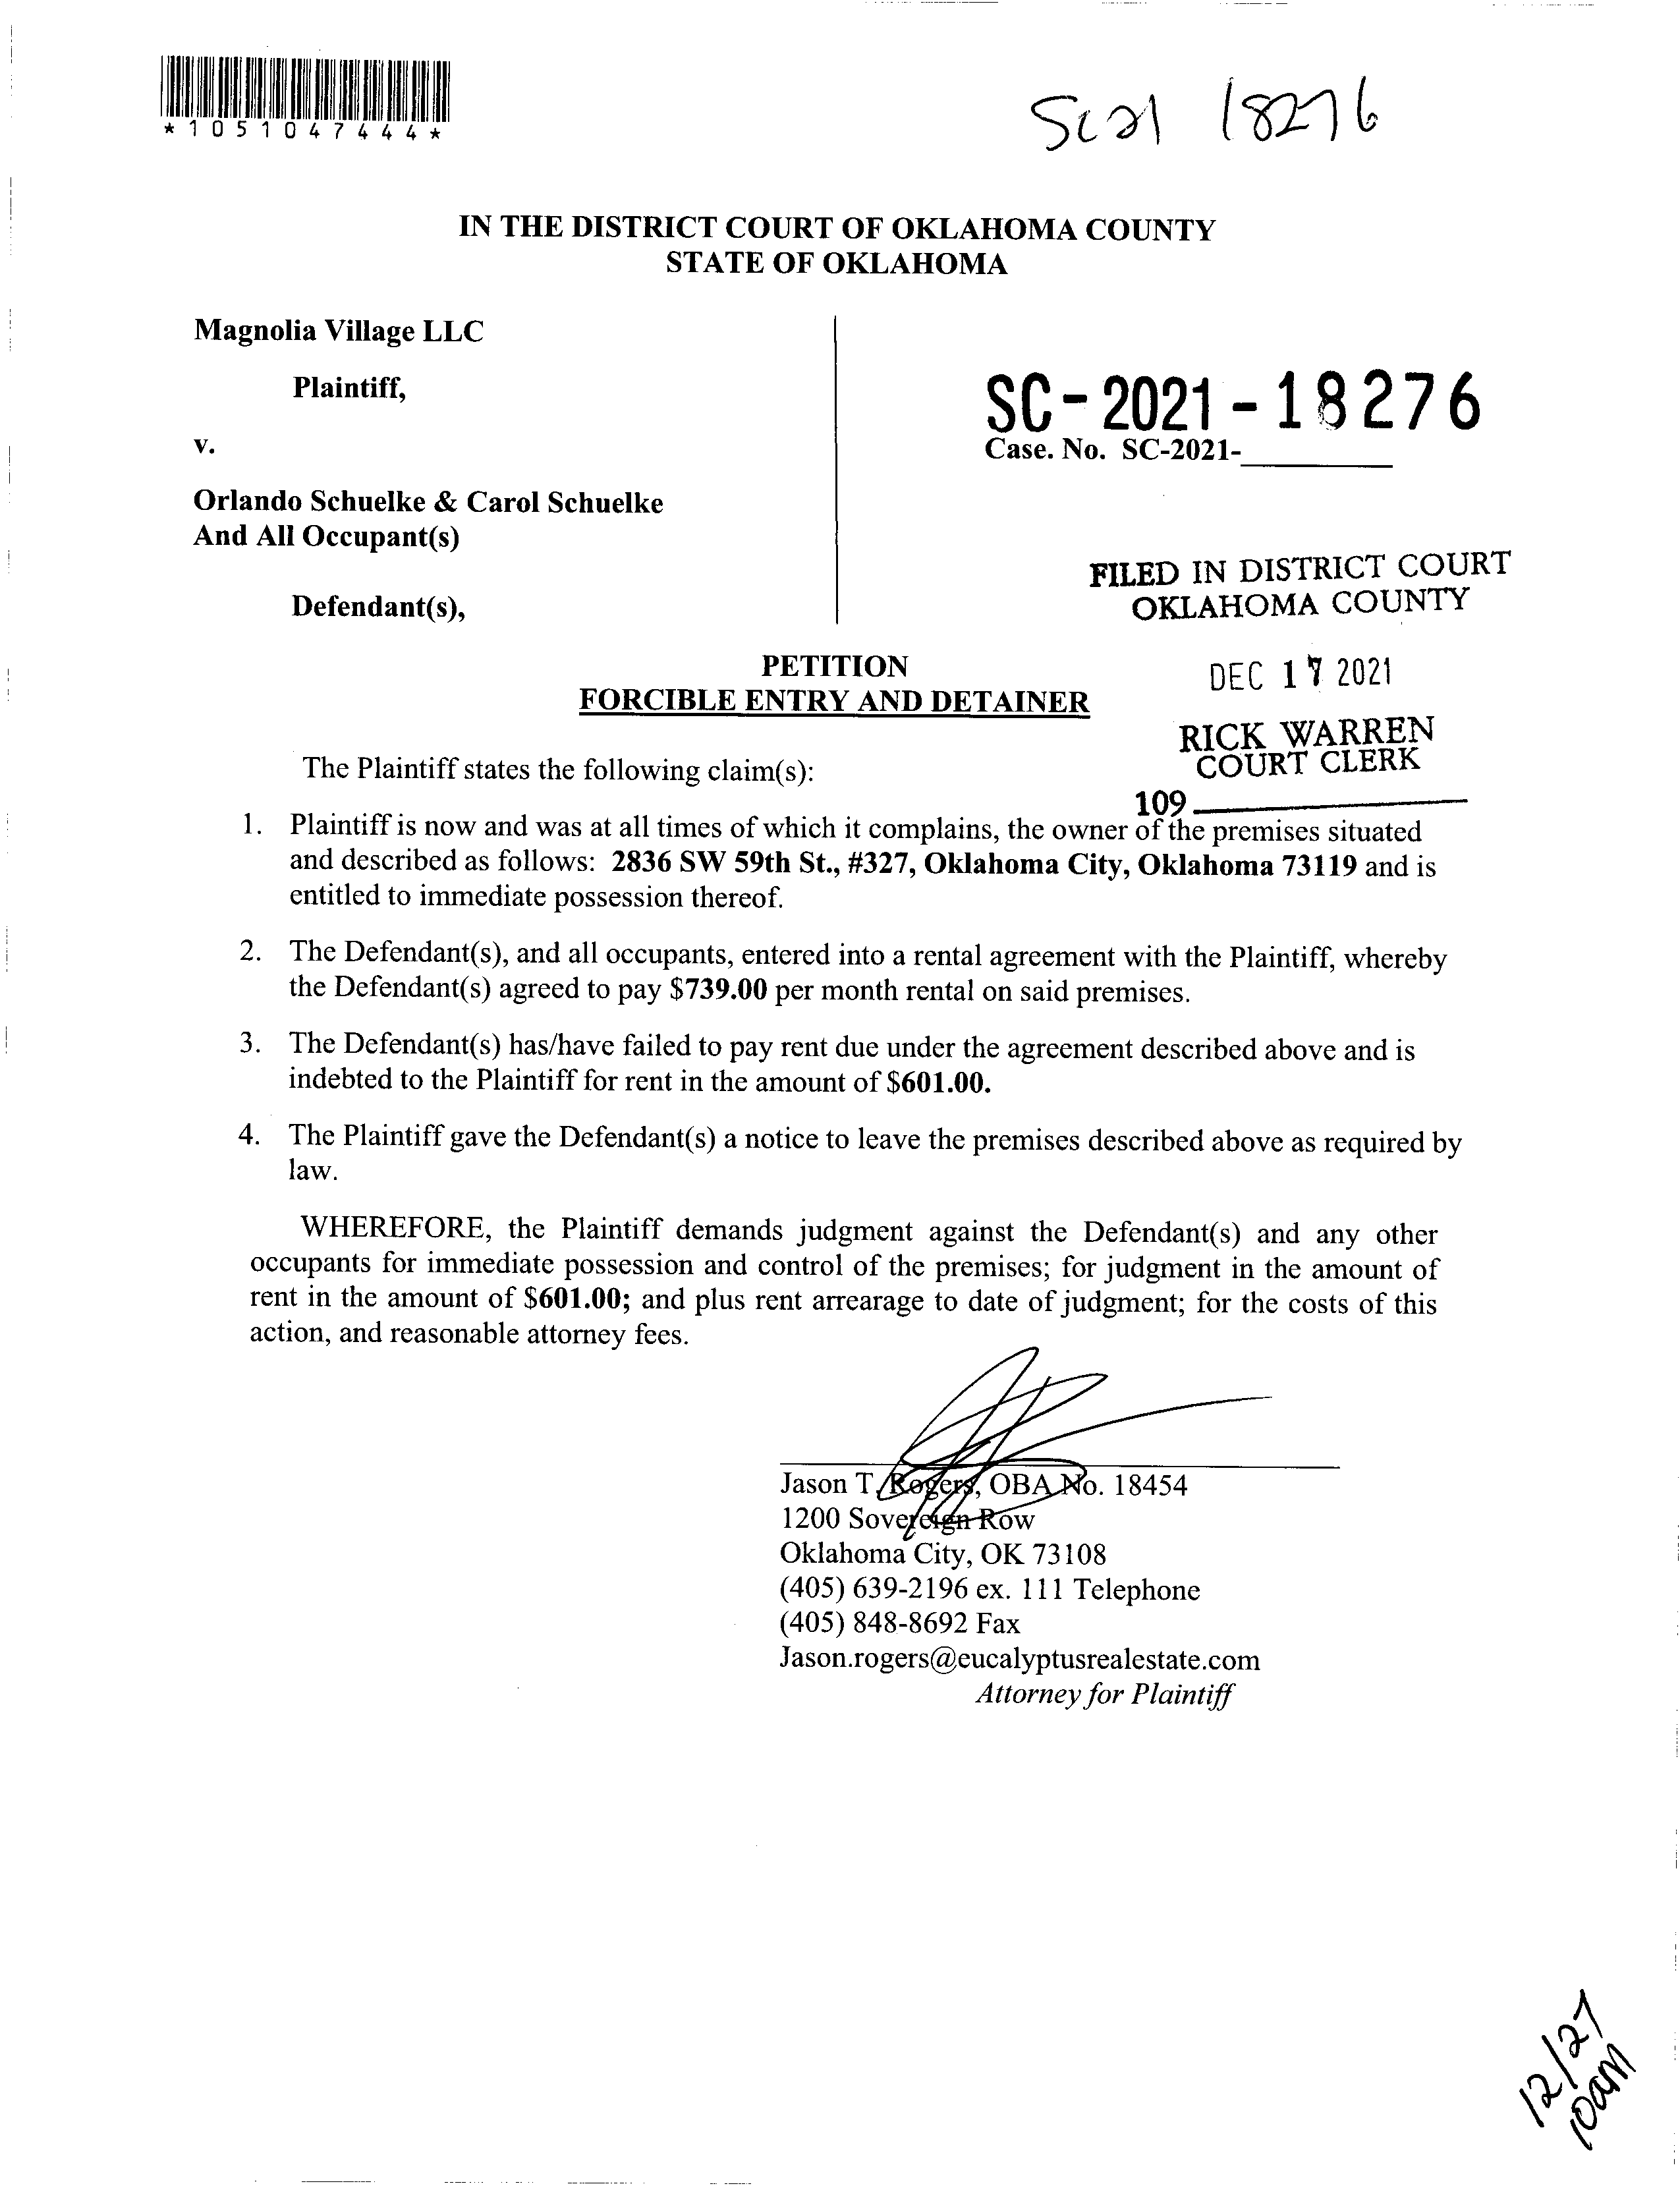 *1051047444*
SC21 18276
IN THE DISTRICT COURT OF OKLAHOMA COUNTY
STATE OF OKLAHOMA
Magnolia Village LLC
Plaintiff,
v.
Orlando Schuelke & Carol Schuelke
And All Occupant(s)
Defendant(s),
SC-2021-18276
Case. No. SC-2021-__________
FILED IN DISTRICT COURT
OKLAHOMA COUNTY
DEC 17 2021
RICK WARREN
COURT CLERK
109
PETITION
FORCIBLE ENTRY AND DETAINER
The Plaintiff states the following claim(s):
1. Plaintiff is now and was at all times of which it complains, the owner of the premises situated
and described as follows: 2836 SW 59th St., #327, Oklahoma City, Oklahoma 73119 and is
entitled to immediate possession thereof.
2. The Defendant(s), and all occupants, entered into a rental agreement with the Plaintiff, whereby
the Defendant(s) agreed to pay $739.00 per month rental on said premises.
3. The Defendant(s) has/have failed to pay rent due under the agreement described above and is
indebted to the Plaintiff for rent in the amount of $601.00.
4. The Plaintiff gave the Defendant(s) a notice to leave the premises described above as required by
law.
WHEREFORE, the Plaintiff demands judgment against the Defendant(s) and any other
occupants for immediate possession and control of the premises; for judgment in the amount of
rent in the amount of $601.00; and plus rent arrearage to date of judgment; for the costs of this
action, and reasonable attorney fees.
Jason T. Rogers, OBA No. 18454
1200 Sovereign Row
Oklahoma City, OK 73108
(405) 639-2196 ex. 111 Telephone
(405) 848-8692 Fax
Jason.rogers@eucalyptusrealestate.com
Attorney for Plaintiff
12/27
10am